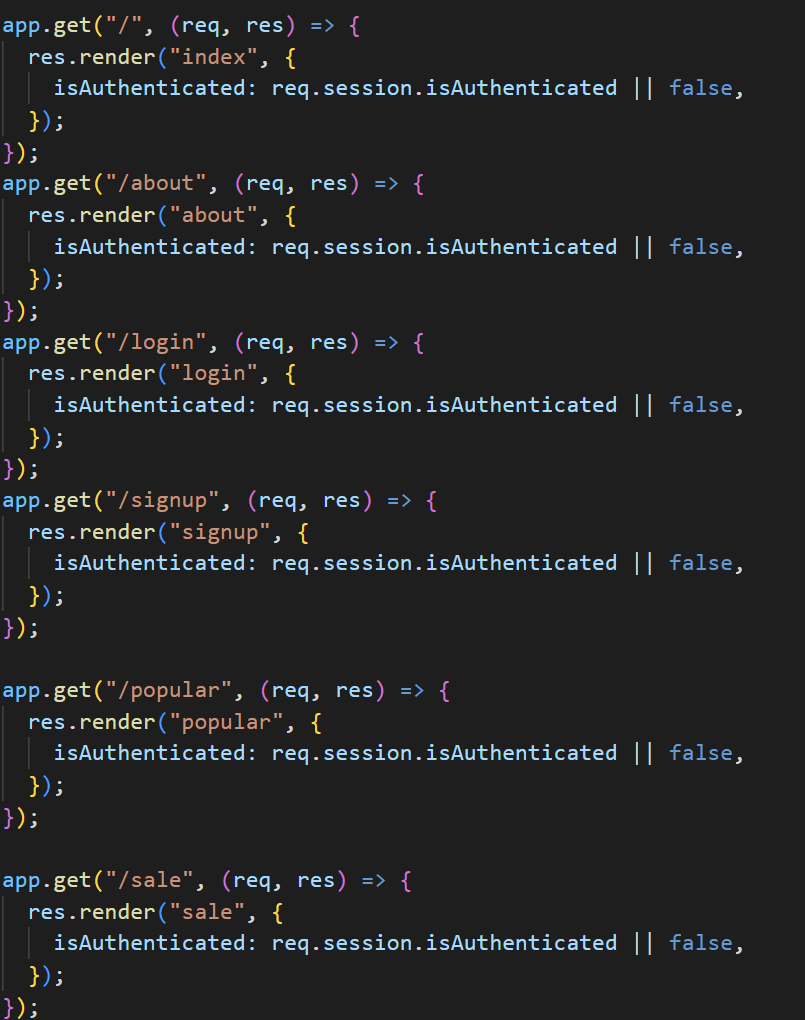 app.get("/", (req, res) => {
  res.render("index", {
    isAuthenticated: req.session.isAuthenticated || false,
  });
});
app.get("/about", (req, res) => {
  res.render("about", {
    isAuthenticated: req.session.isAuthenticated || false,
  });
});
app.get("/login", (req, res) => {
  res.render("login", {
    isAuthenticated: req.session.isAuthenticated || false,
  });
});
app.get("/signup", (req, res) => {
  res.render("signup", {
    isAuthenticated: req.session.isAuthenticated || false,
  });
});

app.get("/popular", (req, res) => {
  res.render("popular", {
    isAuthenticated: req.session.isAuthenticated || false,
  });
});

app.get("/sale", (req, res) => {
  res.render("sale", {
    isAuthenticated: req.session.isAuthenticated || false,
  });
});